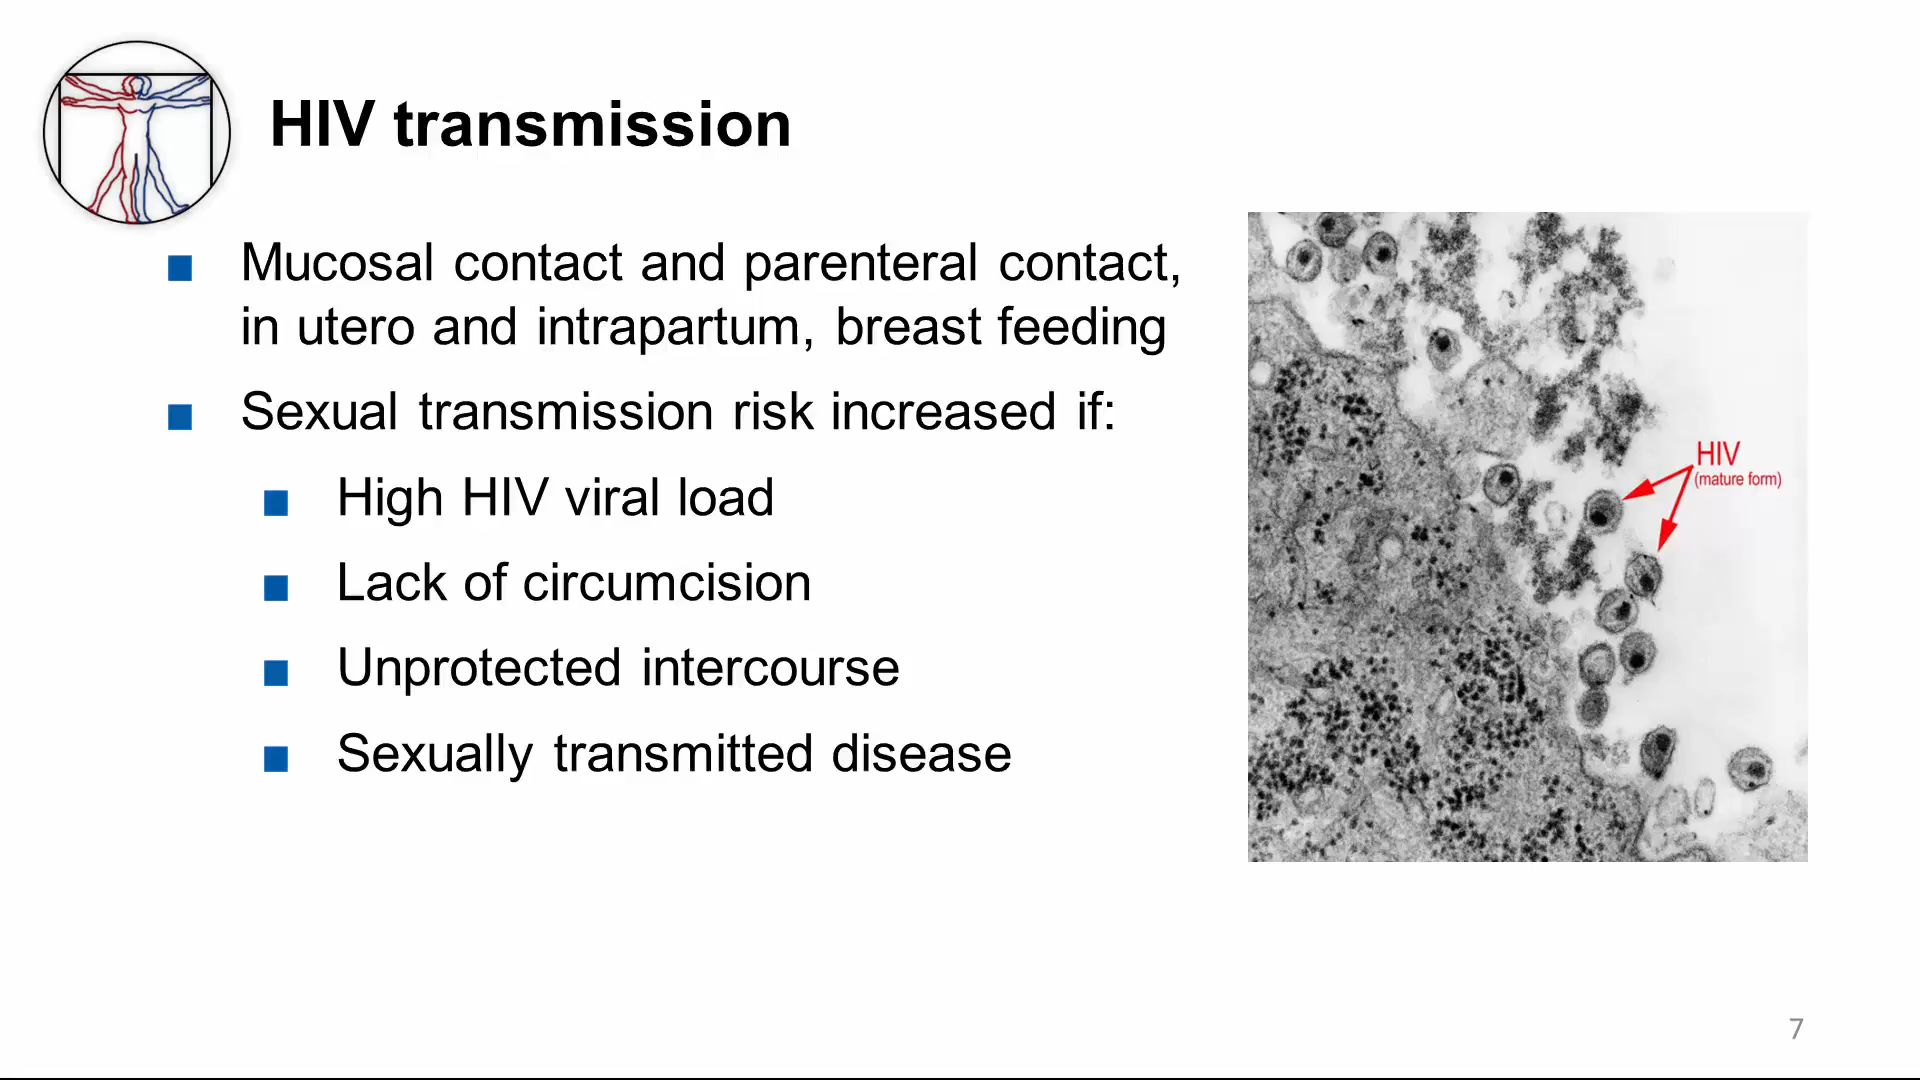 HIV transmission
Mucosal contact and parenteral contact,
in utero and intrapartum, breast feeding
Sexual transmission risk increased if:
High HIV viral load
Lack of circumcision
Unprotected intercourse
Sexually transmitted disease
HIV
(mature form)
7